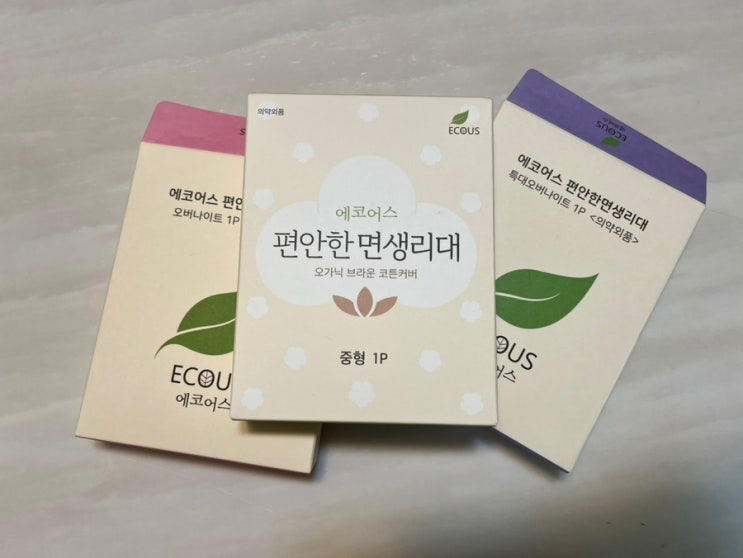 에코어스 편안
오버나이트 1P
ECOU
에코어스
의약외품
ECOUS
에코어스
편안한 면생리대
오가닉 브라운 코튼커버
중형 1P
ECOUS
에코어스 편안한면생리대
특대오버나이트 1P <의약외품>
OUS
어스